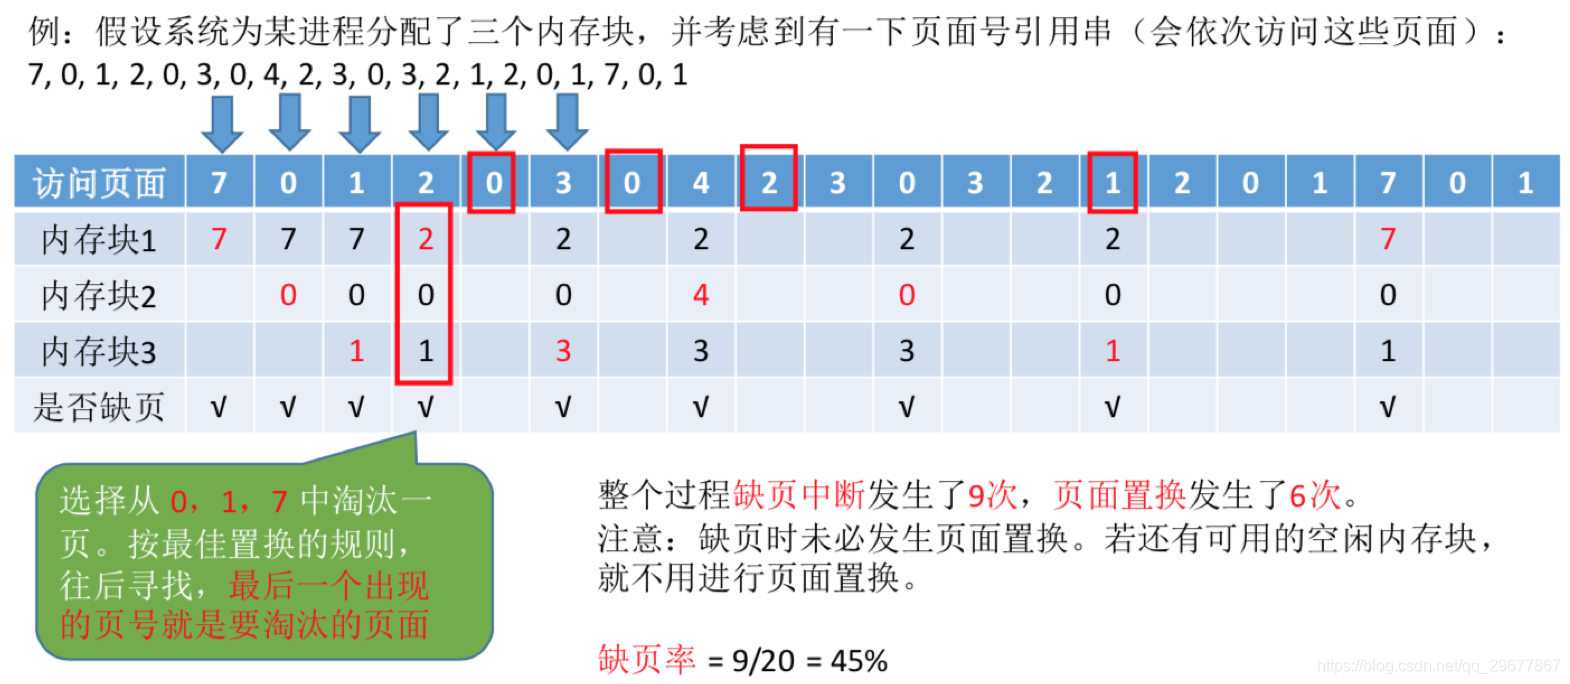 例：假设系统为某进程分配了三个内存块，并考虑到有一下页面号引用串（会依次访问这些页面）：
7, 0, 1, 2, 0, 3, 0, 4, 2, 3, 0, 3, 2, 1, 2, 0, 1, 7, 0, 1
访问页面 7 0 1 2 0 3 0 4 2 3 0 3 2 1 2 0 1 7 0 1
内存块1 7 7 7 2 2 2 2 2 7
内存块2 0 0 0 0 4 0 0 0
内存块3 1 1 3 3 3 1 1
是否缺页 √ √ √ √ √ √ √ √ √
选择从 0，1，7 中淘汰一
页。按最佳置换的规则，
往后寻找，最后一个出现
的页号就是要淘汰的页面
整个过程缺页中断发生了9次，页面置换发生了6次。
注意：缺页时未必发生页面置换。若还有可用的空闲内存块，
就不用进行页面置换。
缺页率 = 9/20 = 45%
https://blog.csdn.net/qq_29677867